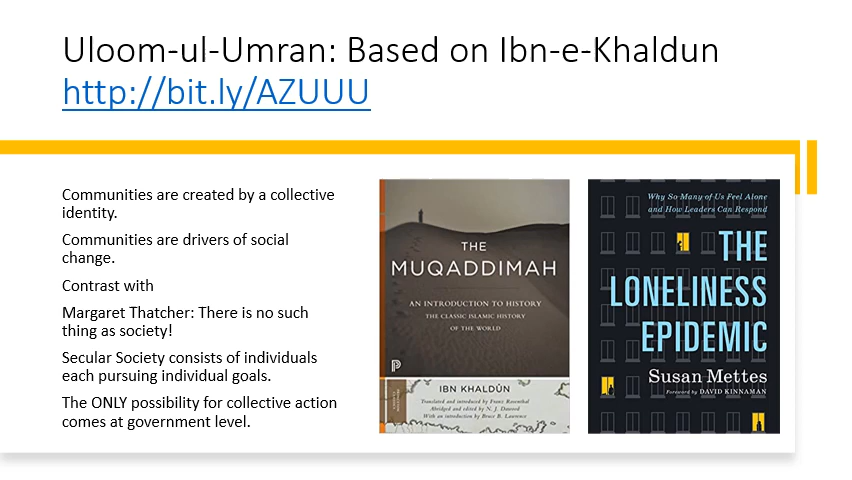 Uloom-ul-Umran: Based on Ibn-e-Khaldun
http://bit.ly/AZUUU
Communities are created by a collective
identity.
Communities are drivers of social
change.
Contrast with
Margaret Thatcher: There is no such
thing as society!
Secular Society consists of individuals
each pursuing individual goals.
The ONLY possibility for collective action
comes at government level.
THE
MUQADDIMAH
AN INTRODUCTION TO HISTORY
THE CLASSIC ISLAMIC HISTORY
OF THE WORLD
IBN KHALDÛN
Translated and introduced by Franz Rosenthal
Abridged and edited by N. J. Dawood
With an introduction by Bruce B. Lawrence
Why So Many of Us Feel Alone
and How Leaders Can Respond
THE
LONELINESS
EPIDEMIC
Susan Mettes
Foreword by DAVID KINNAMAN